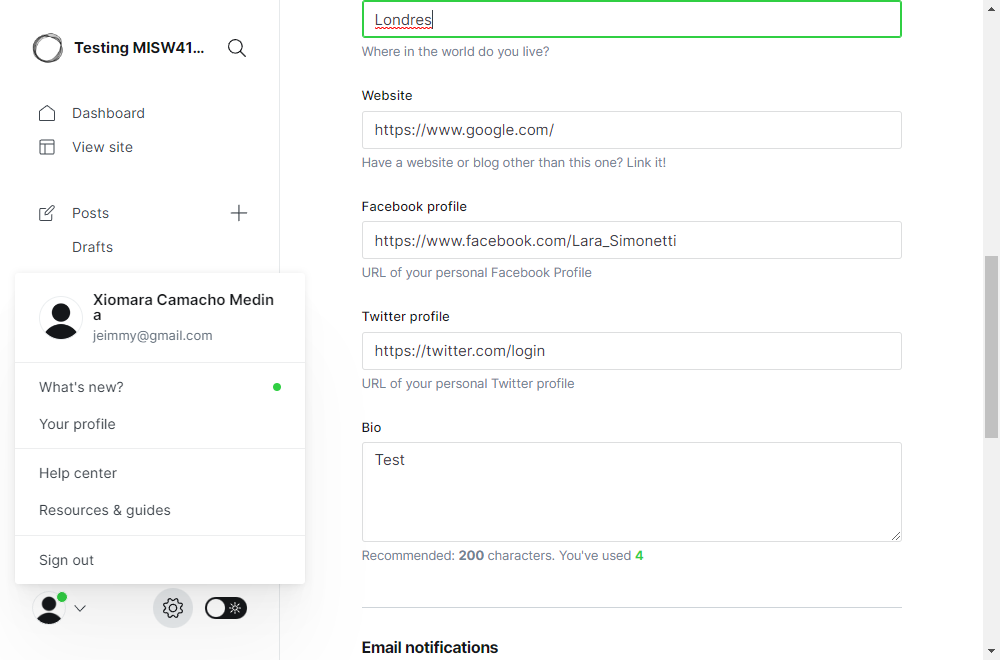 Testing MISW41...
Dashboard
View site
Posts
Drafts
Xiomara Camacho Medin
a
jeimmy@gmail.com
What's new?
Your profile
Help center
Resources & guides
Sign out
Londres
Where in the world do you live?
Website
https://www.google.com/
Have a website or blog other than this one? Link it!
Facebook profile
https://www.facebook.com/Lara_Simonetti
URL of your personal Facebook Profile
Twitter profile
https://twitter.com/login
URL of your personal Twitter profile
Bio
Test
Recommended: 200 characters. You've used 4
Email notifications